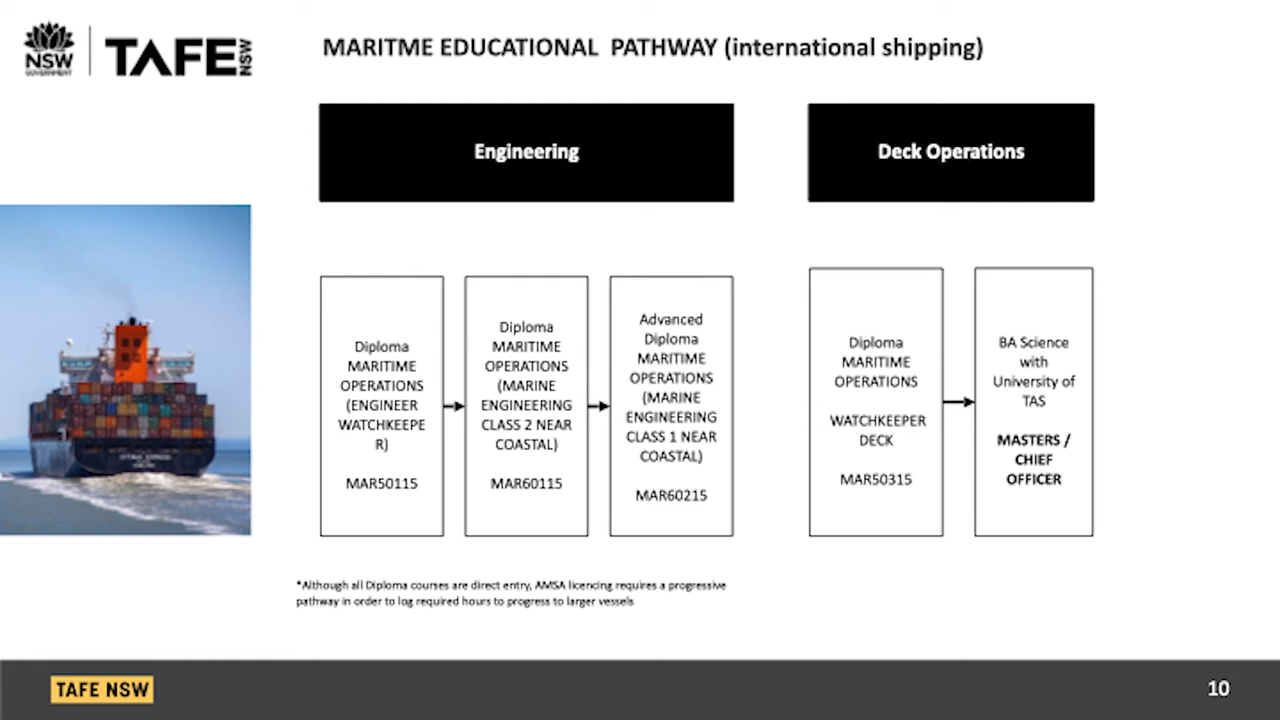 NSW
GOVERNMENT
TAFE NSW
MARITME EDUCATIONAL PATHWAY (international shipping)
Engineering
Deck Operations
Diploma
MARITIME
OPERATIONS
(ENGINEER
WATCHKEEPE
R)
MAR50115
Diploma
MARITIME
OPERATIONS
(MARINE
ENGINEERING
CLASS 2 NEAR
COASTAL)
MAR60115
Advanced
Diploma
MARITIME
OPERATIONS
(MARINE
ENGINEERING
CLASS 1 NEAR
COASTAL)
MAR60215
Diploma
MARITIME
OPERATIONS
WATCHKEEPER
DECK
MAR50315
BA Science
with
University of
TAS
MASTERS /
CHIEF
OFFICER
*Although all Diploma courses are direct entry, AMSA licencing requires a progressive
pathway in order to log required hours to progress to larger vessels
TAFE NSW
10